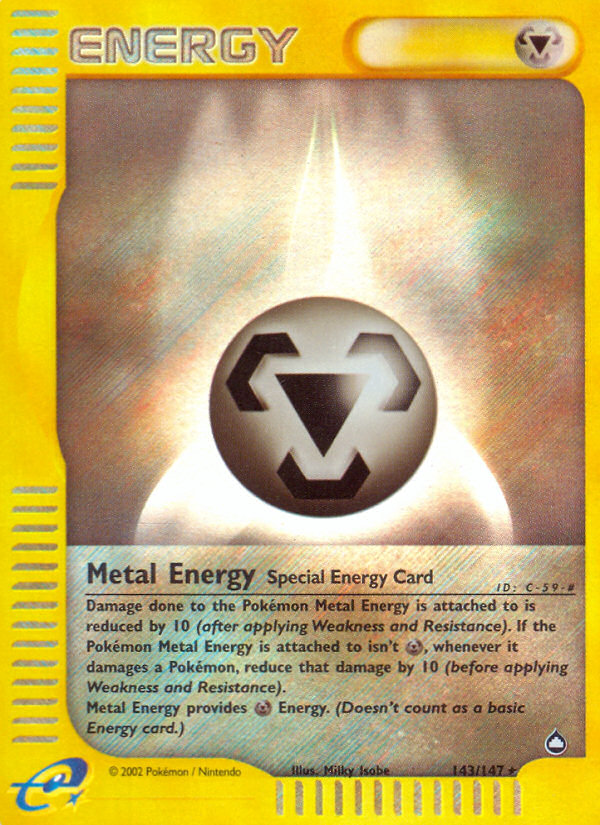 ENERGY
Metal Energy Special Energy Card
ID: C-59-#
Damage done to the Pokémon Metal Energy is attached to is
reduced by 10 (after applying Weakness and Resistance). If the
Pokémon Metal Energy is attached to isn't , whenever it
damages a Pokémon, reduce that damage by 10 (before applying
Weakness and Resistance).
Metal Energy provides Energy. (Doesn't count as a basic
Energy card.)
© 2002 Pokémon / Nintendo
Illus. Milky Isobe
143/147 ★
e